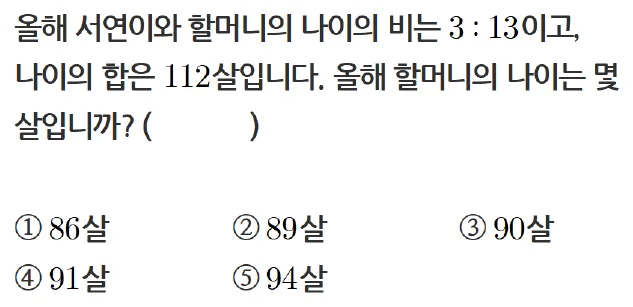 올해 서연이와 할머니의 나이의 비는 3 : 13이고,
나이의 합은 112살입니다. 올해 할머니의 나이는 몇
살입니까? (          )
① 86살 ② 89살 ③ 90살
④ 91살 ⑤ 94살